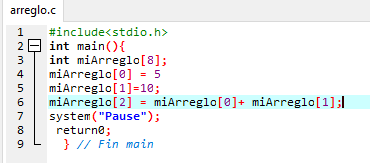 arreglo.c
1 #include<stdio.h>
2 int main(){
3 int miArreglo[8];
4 miArreglo[0] = 5
5 miArreglo[1]=10;
6 miArreglo[2] = miArreglo[0]+ miArreglo[1];
7 system("Pause");
8 return0;
9 } // Fin main